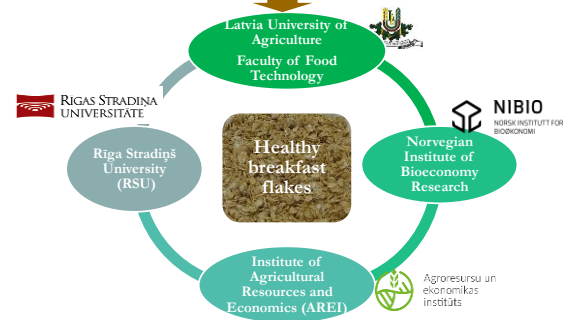 Latvia University of
Agriculture
Faculty of Food
Technology
RĪGAS STRADIŅA
UNIVERSITĀTE
NIBIO
NORSK INSTITUTT FOR
BIOØKONOMI
Healthy
breakfast
flakes
Rīga Stradiņš
University
(RSU)
Norwegian
Institute of
Bioeconomy
Research
Institute of
Agricultural
Resources and
Economics (AREI)
Agroresursu un
ekonomikas
institūts